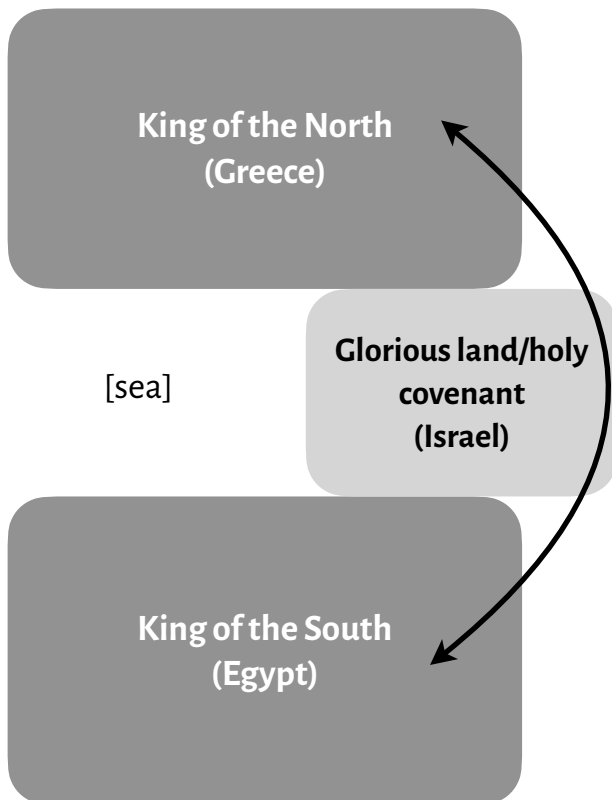 King of the North
(Greece)
Glorious land/holy
covenant
(Israel)
[sea]
King of the South
(Egypt)